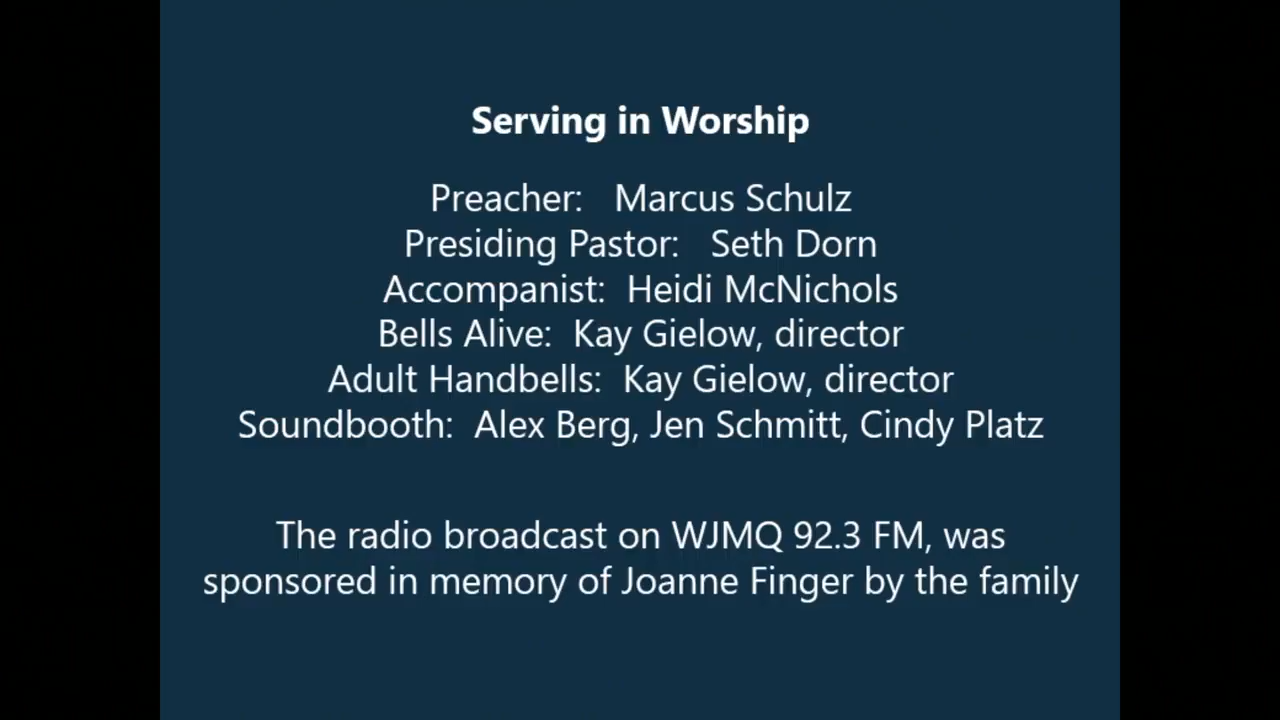 Serving in Worship
Preacher: Marcus Schulz
Presiding Pastor: Seth Dorn
Accompanist: Heidi McNichols
Bells Alive: Kay Gielow, director
Adult Handbells: Kay Gielow, director
Soundbooth: Alex Berg, Jen Schmitt, Cindy Platz
The radio broadcast on WJMQ 92.3 FM, was
sponsored in memory of Joanne Finger by the family